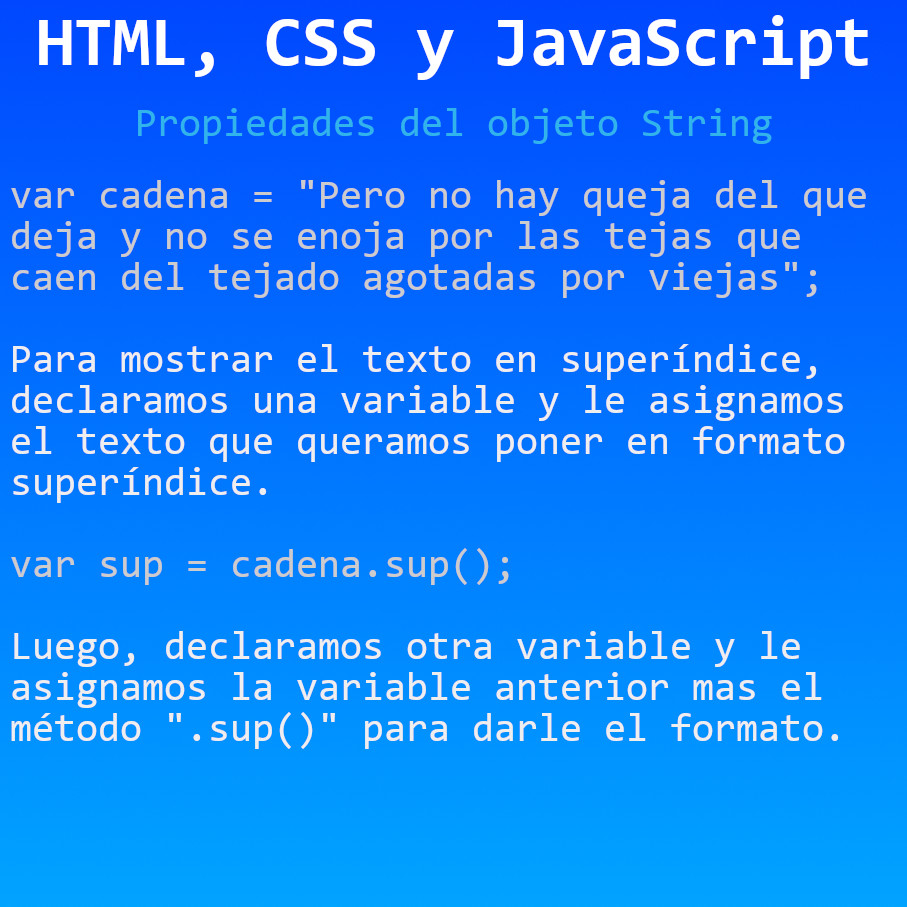 HTML, CSS y JavaScript
Propiedades del objeto String
var cadena = "Pero no hay queja del que
deja y no se enoja por las tejas que
caen del tejado agotadas por viejas";
Para mostrar el texto en superíndice,
declaramos una variable y le asignamos
el texto que queramos poner en formato
superíndice.
var sup = cadena.sup();
Luego, declaramos otra variable y le
asignamos la variable anterior mas el
método ".sup()" para darle el formato.